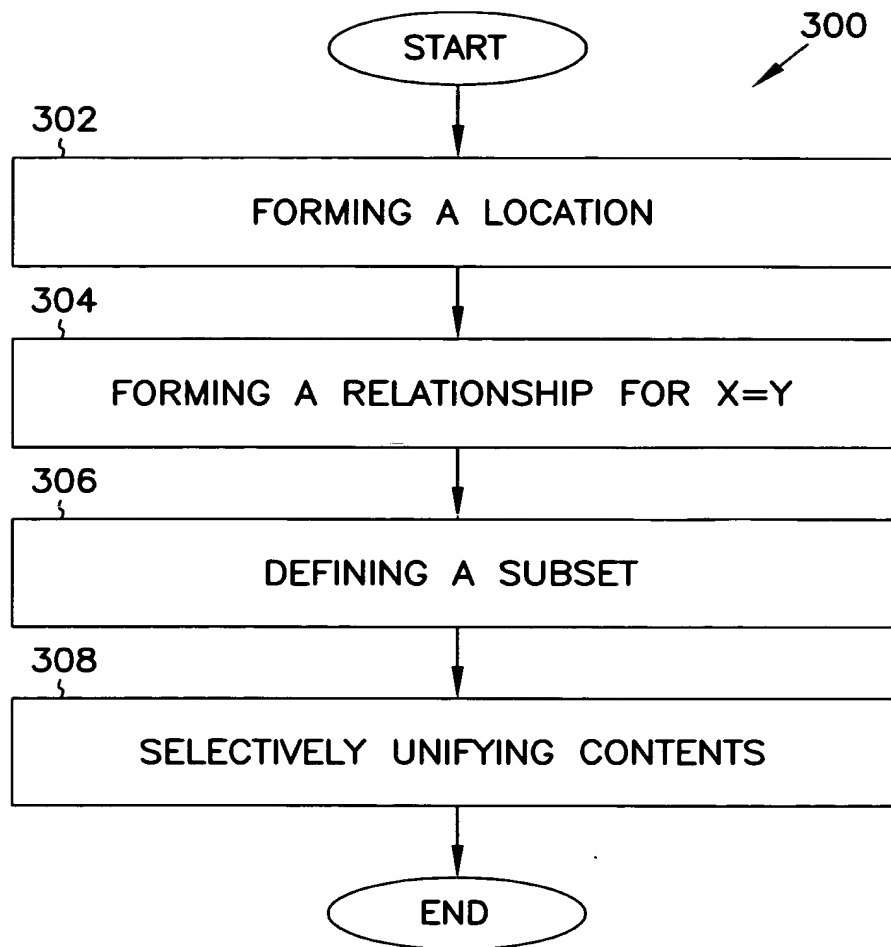 START
300
302
FORMING A LOCATION
304
FORMING A RELATIONSHIP FOR X=Y
306
DEFINING A SUBSET
308
SELECTIVELY UNIFYING CONTENTS
END